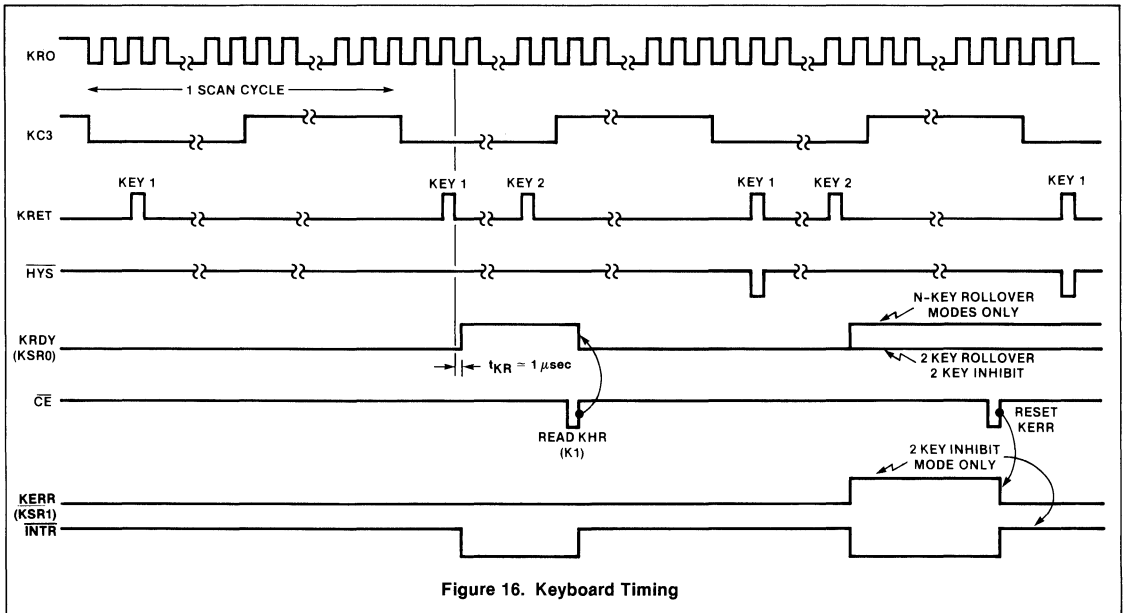 KR0
1 SCAN CYCLE
KC3
KEY 1
KEY 1
KEY 2
KEY 1
KEY 2
KEY 1
KRET
HYS
N-KEY ROLLOVER
MODES ONLY
KRDY
(KSR0)
tKR ≃ 1 μsec
2 KEY ROLLOVER
2 KEY INHIBIT
CE
READ KHR
(K1)
RESET
KERR
2 KEY INHIBIT
MODE ONLY
KERR
(KSR1)
INTR
Figure 16. Keyboard Timing